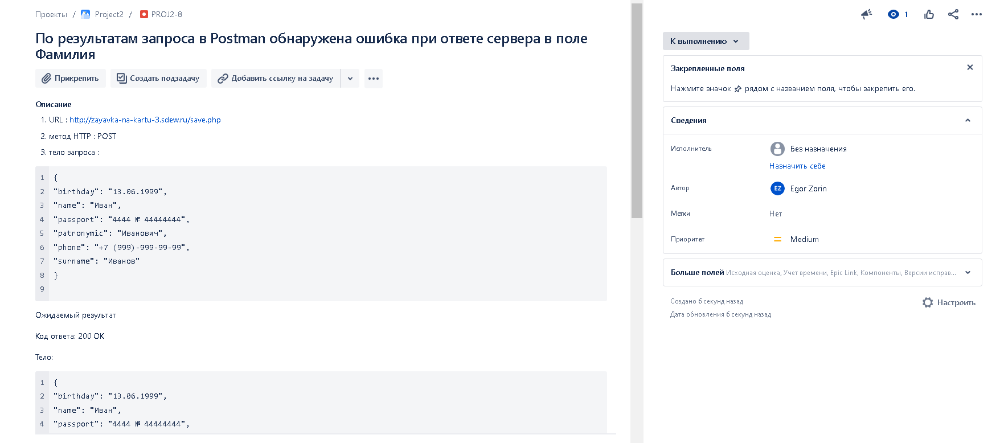 Проекты / Project2 / PROJ2-8
По результатам запроса в Postman обнаружена ошибка при ответе сервера в поле
Фамилия
Прикрепить Создать подзадачу Добавить ссылку на задачу
Описание
1. URL : http://zayavka-na-kartu-3.sdew.ru/save.php
2. метод HTTP : POST
3. тело запроса :
1 {
2 "birthday": "13.06.1999",
3 "name": "Иван",
4 "passport": "4444 № 44444444",
5 "patronymic": "Иванович",
6 "phone": "+7 (999)-999-99-99",
7 "surname": "Иванов"
8 }
9
Ожидаемый результат
Код ответа: 200 ОК
Тело:
1 {
2 "birthday": "13.06.1999",
3 "name": "Иван",
4 "passport": "4444 № 44444444",
1
К выполнению
Закрепленные поля
Нажмите значок рядом с названием поля, чтобы закрепить его.
Сведения
Исполнитель Без назначения
Назначить себе
Автор EZ Egor Zorin
Метки Нет
Приоритет Medium
Больше полей Исходная оценка, Учет времени, Epic Link, Компоненты, Версии исправ...
Создано 6 секунд назад
Настроить
Дата обновления 6 секунд назад